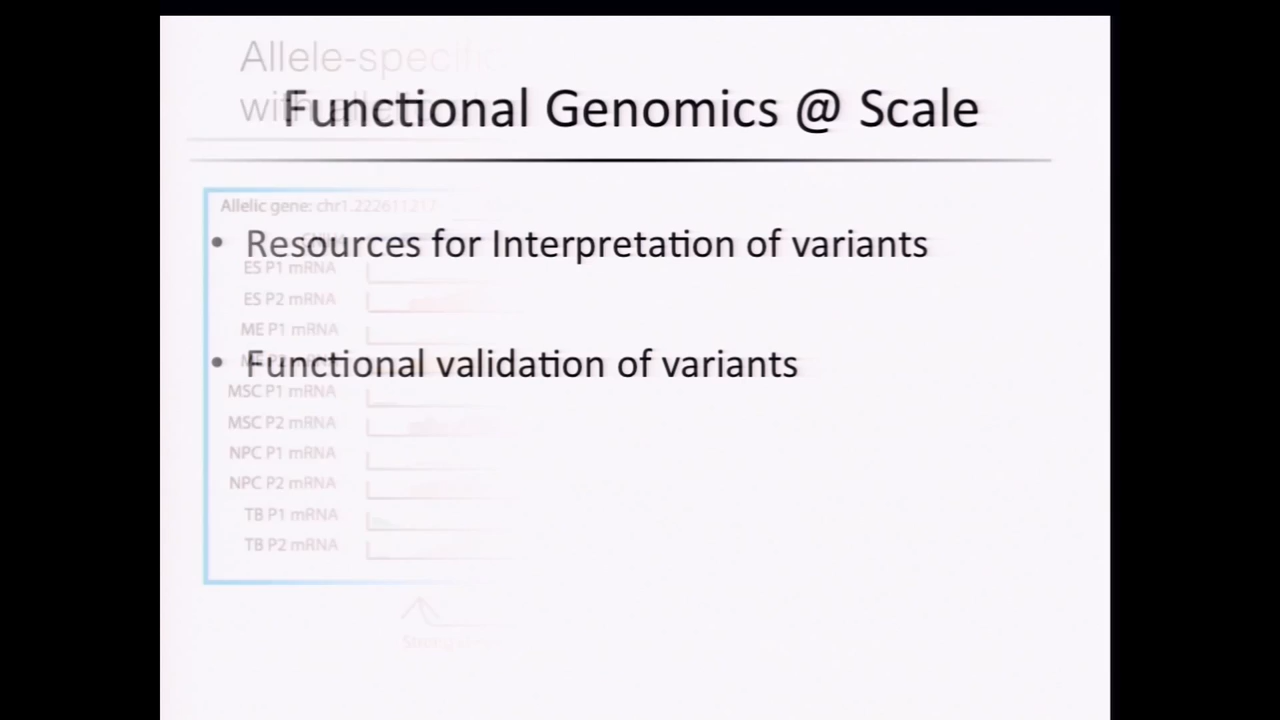 Allele-specific
with
Functional Genomics @ Scale
Allelic gene: chr1.222611217
• Resources for Interpretation of variants
ES P1 mRNA
ES P2 mRNA
ME P1 mRNA
• Functional validation of variants
MSC P1 mRNA
MSC P2 mRNA
NPC P1 mRNA
NPC P2 mRNA
TB P1 mRNA
TB P2 mRNA